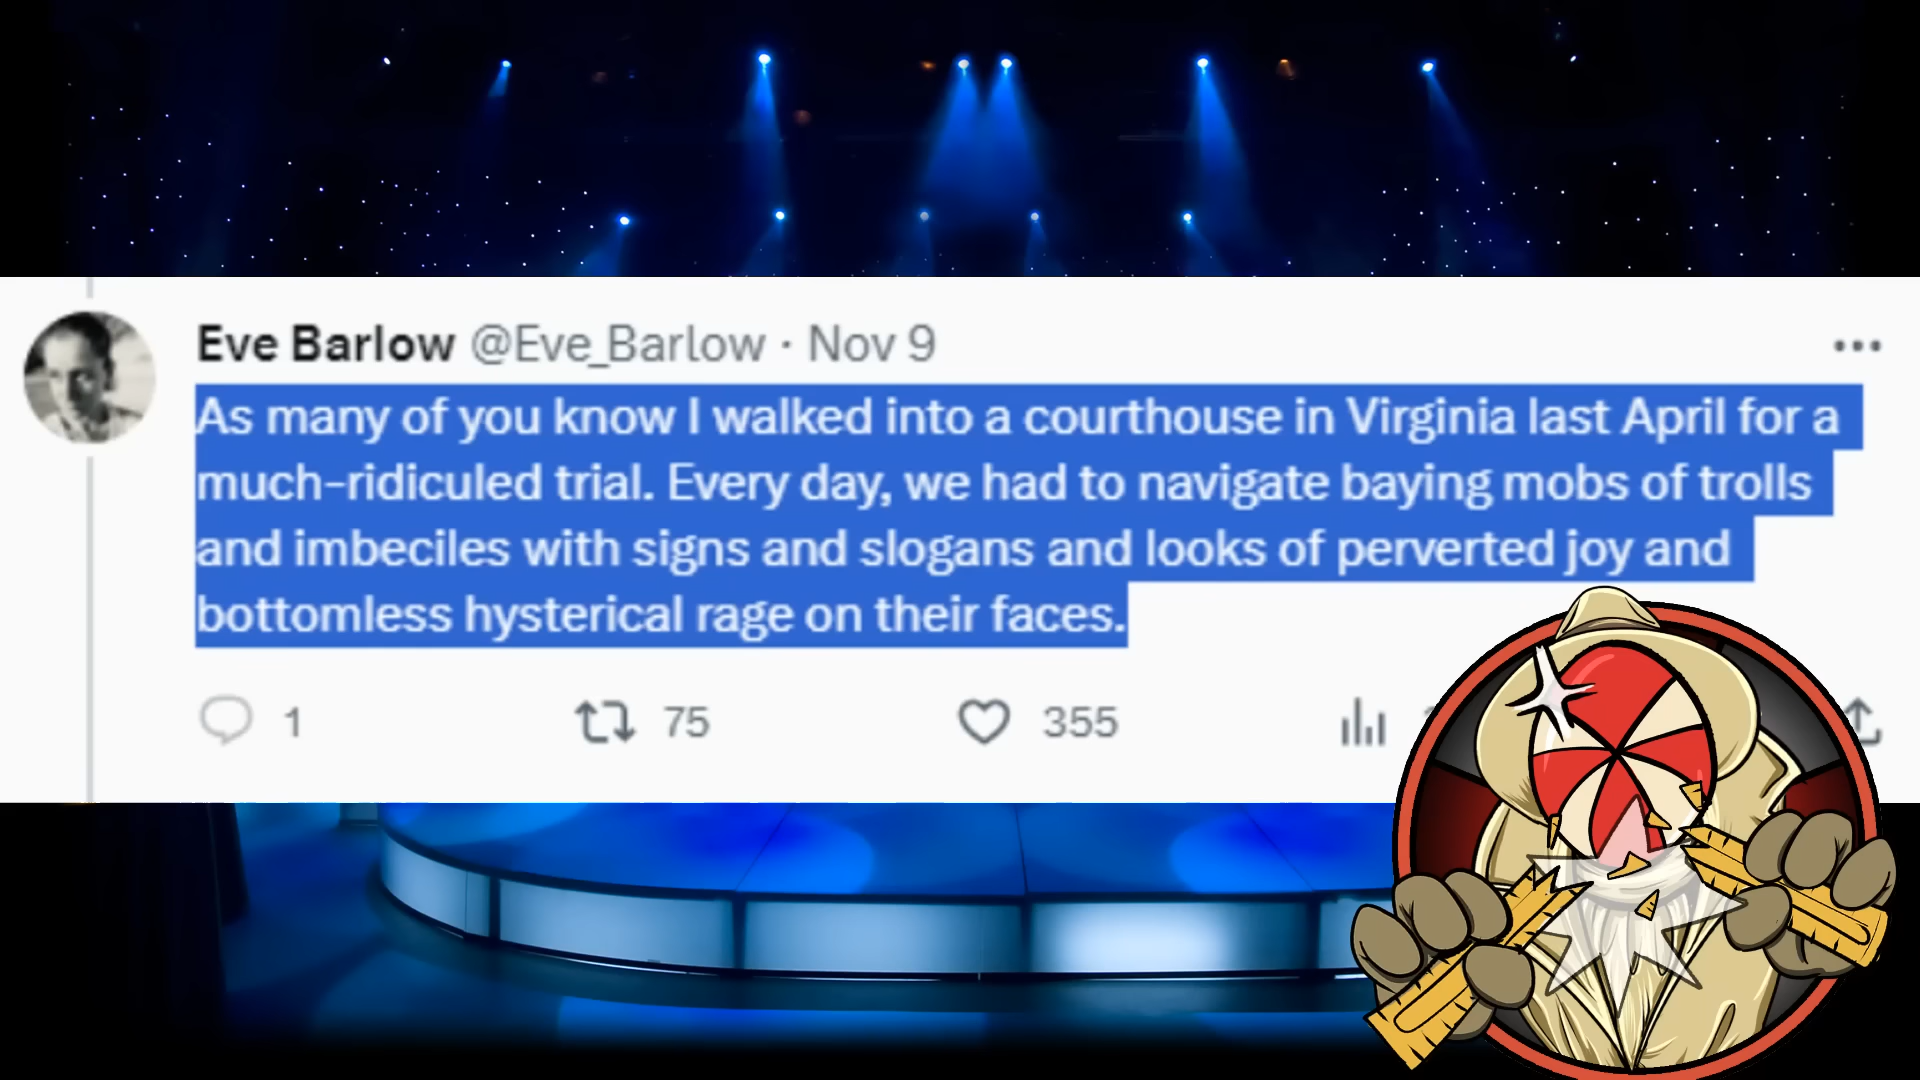 Eve Barlow @Eve_Barlow · Nov 9
As many of you know I walked into a courthouse in Virginia last April for a
much-ridiculed trial. Every day, we had to navigate baying mobs of trolls
and imbeciles with signs and slogans and looks of perverted joy and
bottomless hysterical rage on their faces.
1 75 355